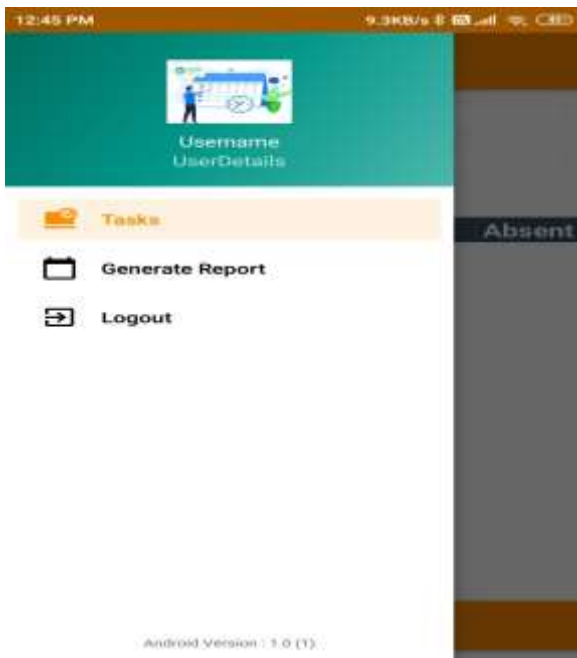 12:45 PM 9.3KB/s
Username
UserDetails
Tasks
Absent
Generate Report
Logout
Android Version : 1.0 (1)